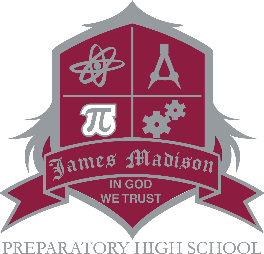 π
James Madison
IN GOD
WE TRUST
PREPARATORY HIGH SCHOOL